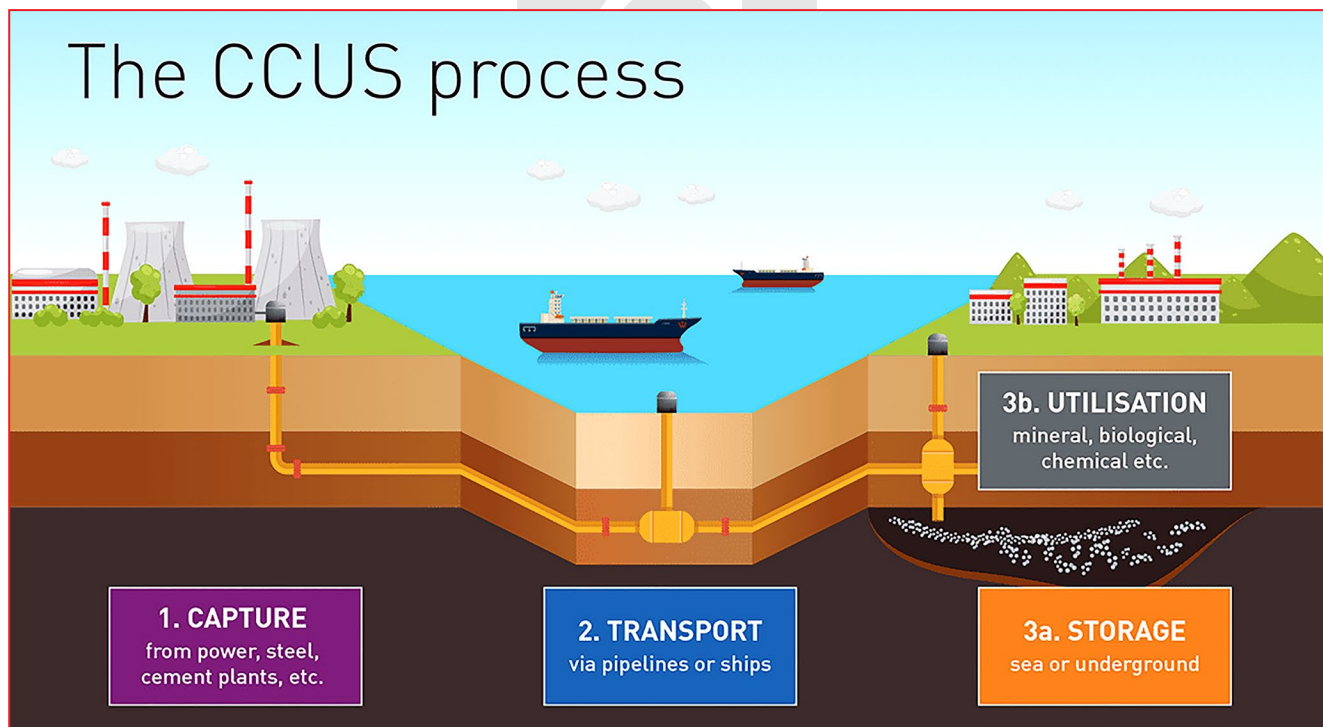 The CCUS process
1. CAPTURE
from power, steel,
cement plants, etc.
2. TRANSPORT
via pipelines or ships
3b. UTILISATION
mineral, biological,
chemical etc.
3a. STORAGE
sea or underground